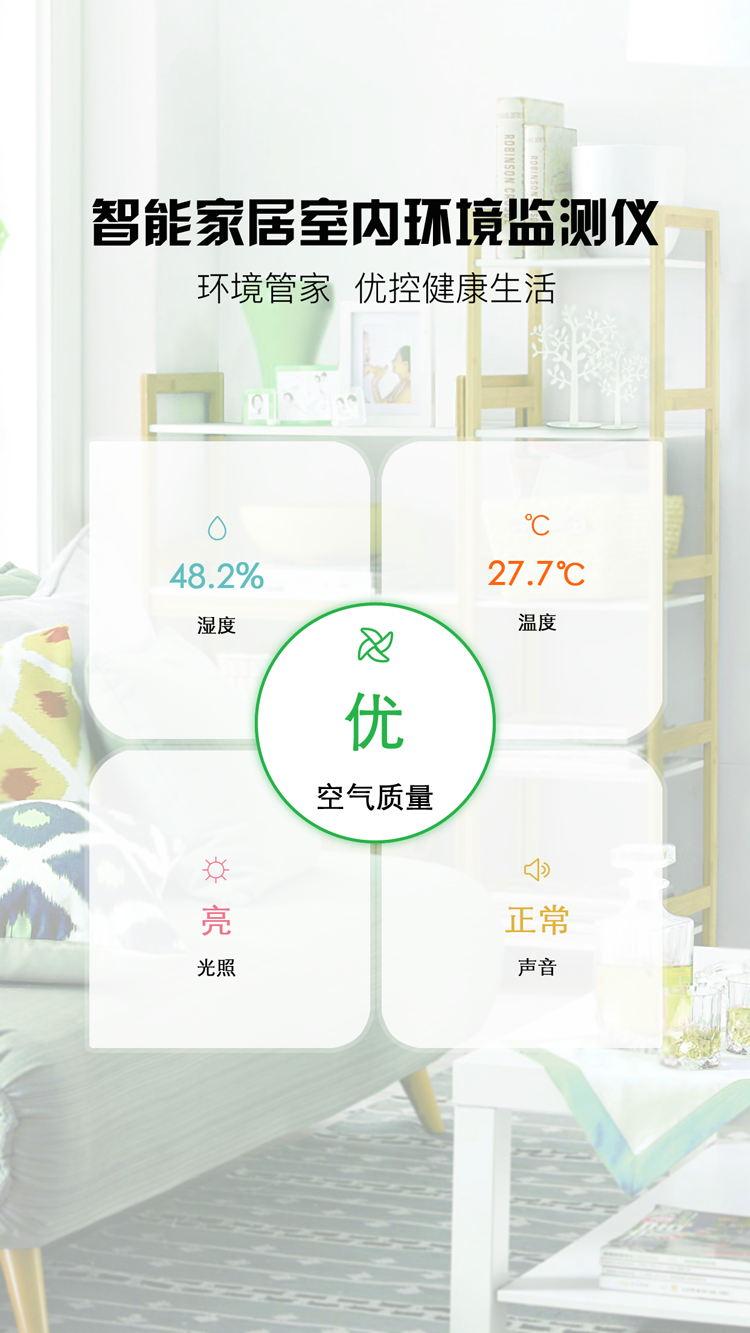 ROBINSON
ROBINSON
智能家居室内环境监测仪
环境管家 优控健康生活
℃
48.2%
27.7℃
湿度
温度
优
空气质量
亮
正常
光照
声音